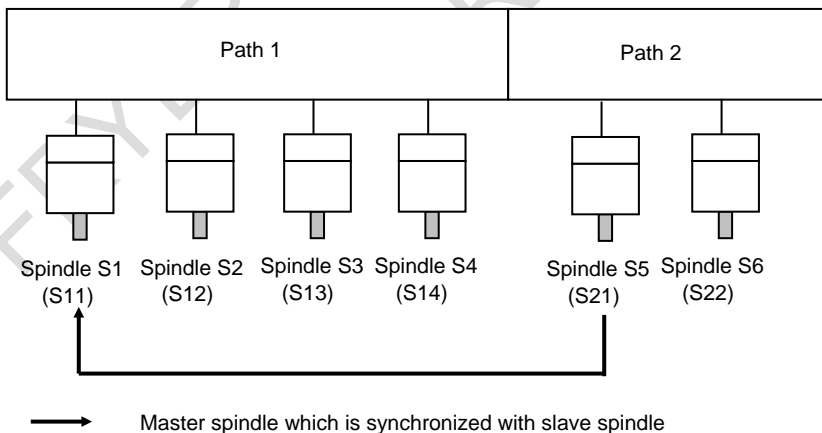 Path 1
Path 2
Spindle S1 Spindle S2 Spindle S3 Spindle S4 Spindle S5 Spindle S6
(S11) (S12) (S13) (S14) (S21) (S22)
Master spindle which is synchronized with slave spindle